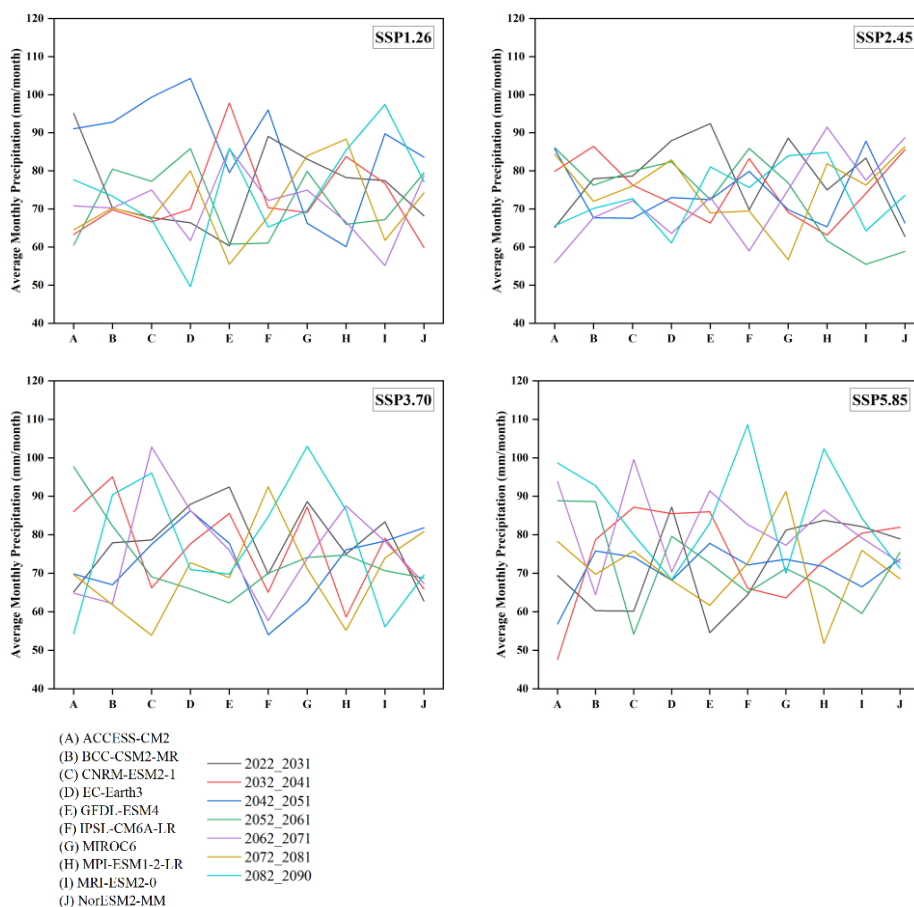 SSP1.26
Average Monthly Precipitation (mm/month)
120
110
100
90
80
70
60
50
40
A B C D E F G H I J
SSP2.45
Average Monthly Precipitation (mm/month)
120
110
100
90
80
70
60
50
40
A B C D E F G H I J
SSP3.70
Average Monthly Precipitation (mm/month)
120
110
100
90
80
70
60
50
40
A B C D E F G H I J
SSP5.85
Average Monthly Precipitation (mm/month)
120
110
100
90
80
70
60
50
40
A B C D E F G H I J
(A) ACCESS-CM2
(B) BCC-CSM2-MR
(C) CNRM-ESM2-1
(D) EC-Earth3
(E) GFDL-ESM4
(F) IPSL-CM6A-LR
(G) MIROC6
(H) MPI-ESM1-2-LR
(I) MRI-ESM2-0
(J) NorESM2-MM
2022_2031
2032_2041
2042_2051
2052_2061
2062_2071
2072_2081
2082_2090